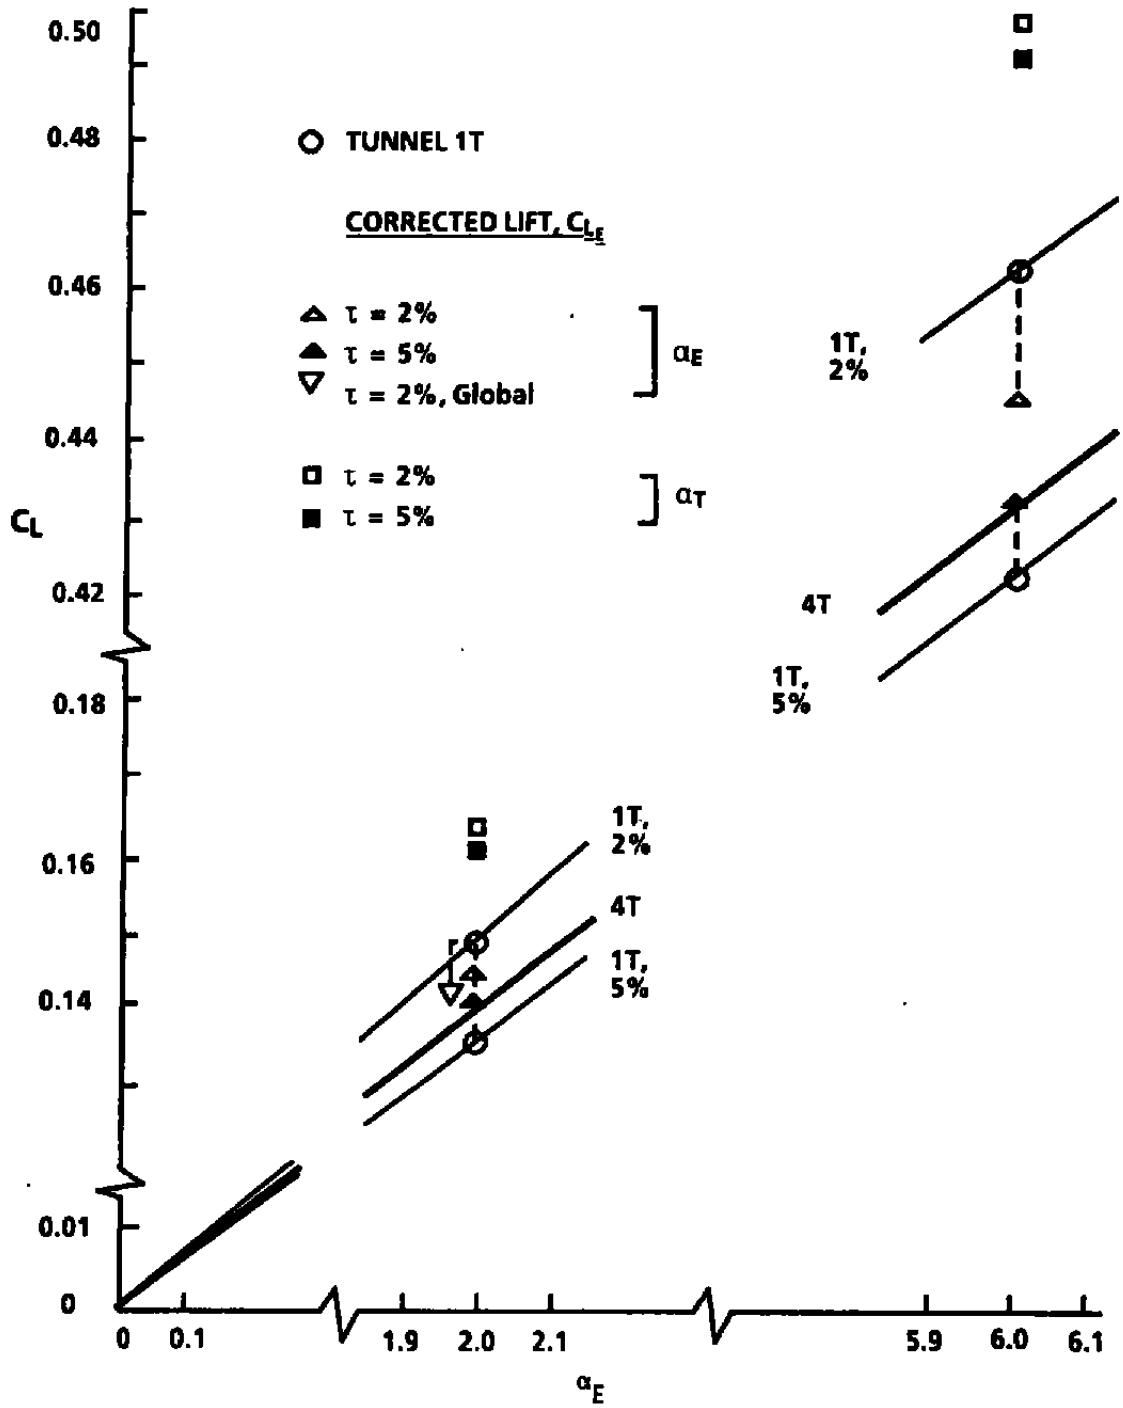 0.50
0.48
0.46
0.44
C_L
0.42
0.18
0.16
0.14
0.01
0
TUNNEL 1T
CORRECTED LIFT, C_L_E
τ = 2%
τ = 5%
τ = 2%, Global
α_E
τ = 2%
τ = 5%
α_T
1T,
2%
4T
1T,
5%
1T,
2%
4T
1T,
5%
0
0.1
1.9
2.0
2.1
5.9
6.0
6.1
α_E